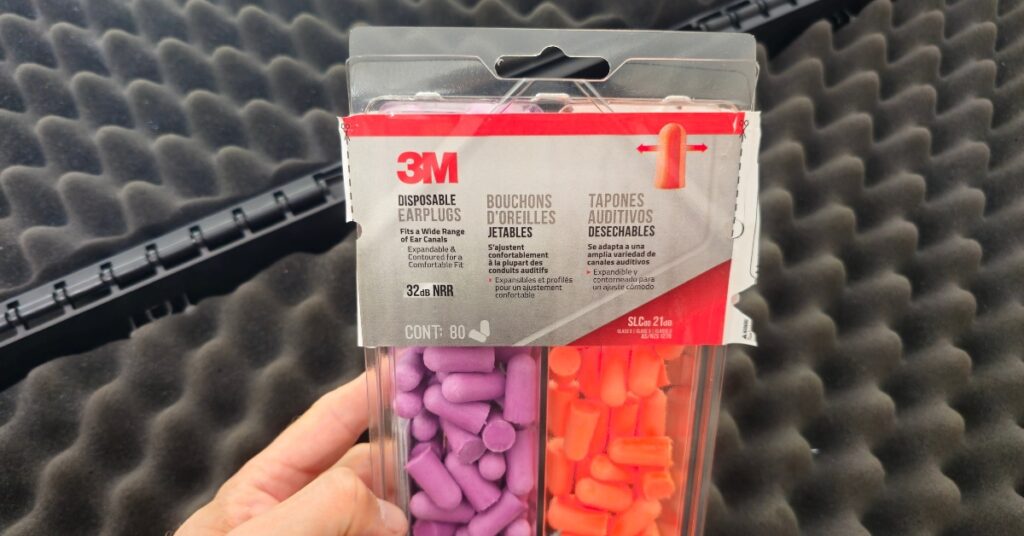 3M
DISPOSABLE
EARPLUGS
Fits a Wide Range
of Ear Canals
Expandable &
Contoured for a
Comfortable Fit
32dB NRR
CONT: 80
BOUCHONS
D'OREILLES
JETABLES
S'ajustent
confortablement
à la plupart des
conduits auditifs
Expansibles et profilés
pour un ajustement
confortable
TAPONES
AUDITIVOS
DESECHABLES
Se adapta a una
amplia variedad de
canales auditivos
Expandible y
contorneado para
un ajuste cómodo
SLC80 21dB